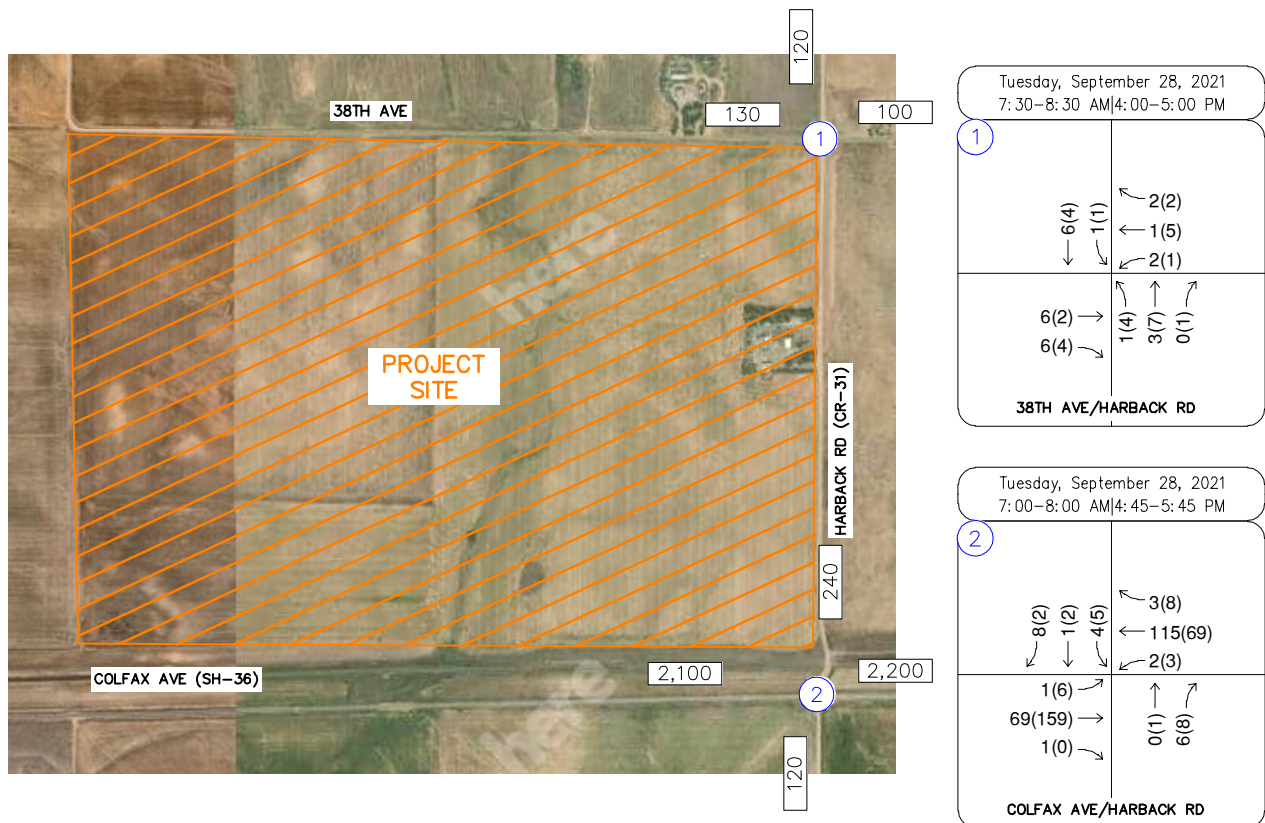 120
38TH AVE
130
100
1
PROJECT
SITE
HARBACK RD (CR-31)
240
COLFAX AVE (SH-36)
2,100
2,200
2
120
here
here
Tuesday, September 28, 2021
7:30-8:30 AM|4:00-5:00 PM
1
6(4)
1(1)
2(2)
1(5)
2(1)
6(2)
6(4)
1(4)
3(7)
0(1)
38TH AVE/HARBACK RD
Tuesday, September 28, 2021
7:00-8:00 AM|4:45-5:45 PM
2
8(2)
1(2)
4(5)
3(8)
115(69)
2(3)
1(6)
69(159)
1(0)
0(1)
6(8)
COLFAX AVE/HARBACK RD